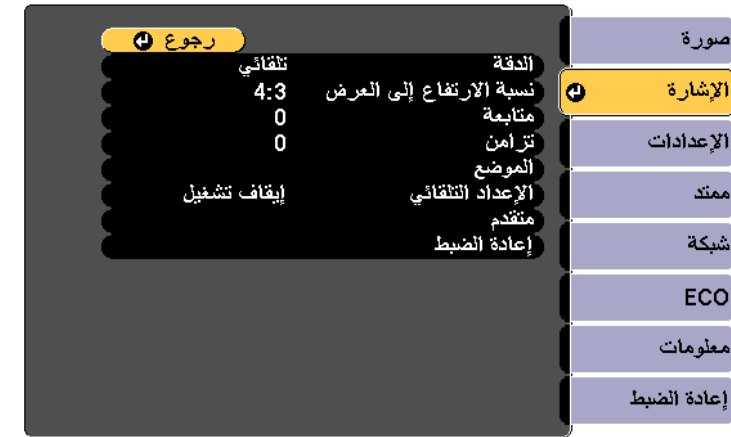 صورة
الإشارة
الإعدادات
ممتد
شبكة
ECO
معلومات
إعادة الضبط
رجوع
الدقة تلقائي
نسبة الارتفاع إلى العرض 4:3
متابعة 0
تزامن 0
الموضع
الإعداد التلقائي إيقاف تشغيل
متقدم
إعادة الضبط